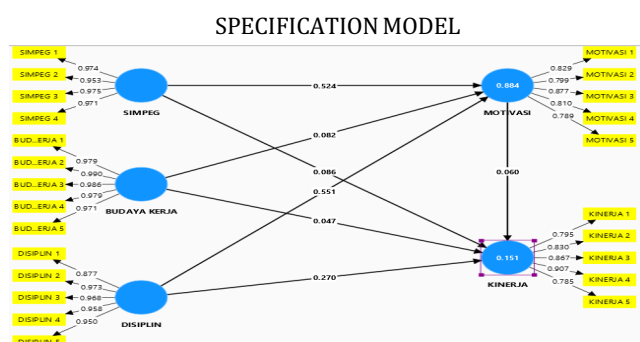 SPECIFICATION MODEL
SIMPEG 1
SIMPEG 2
SIMPEG 3
SIMPEG 4
0.974
0.953
0.975
0.971
SIMPEG
BUD...ERJA 1
BUD...ERJA 2
BUD...ERJA 3
BUD...ERJA 4
BUD...ERJA 5
0.979
0.990
0.986
0.979
0.971
BUDAYA KERJA
DISIPLIN 1
DISIPLIN 2
DISIPLIN 3
DISIPLIN 4
DISIPLIN 5
0.877
0.973
0.968
0.958
0.950
DISIPLIN
0.524
0.082
0.086
0.551
0.047
0.270
0.060
0.884
MOTIVASI
0.829
0.799
0.877
0.810
0.789
MOTIVASI 1
MOTIVASI 2
MOTIVASI 3
MOTIVASI 4
MOTIVASI 5
0.151
KINERJA
0.795
0.830
0.867
0.907
0.785
KINERJA 1
KINERJA 2
KINERJA 3
KINERJA 4
KINERJA 5